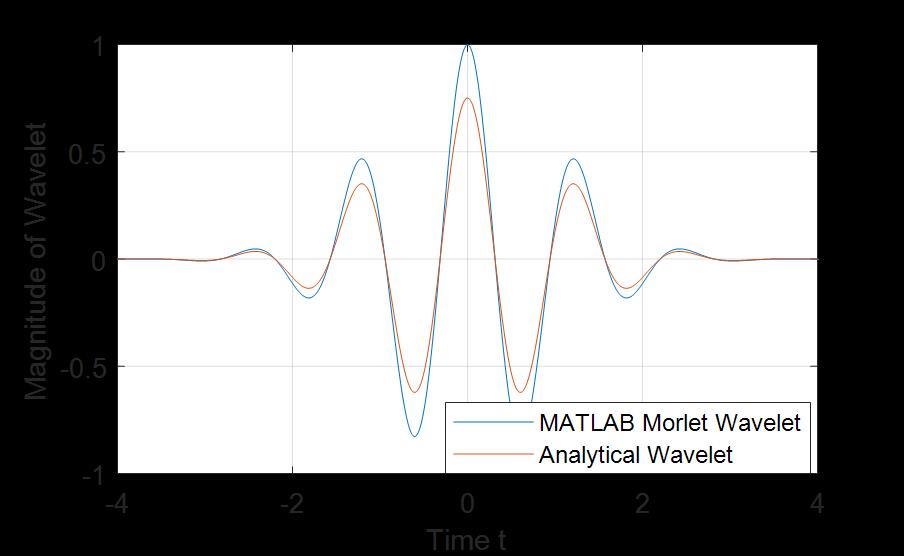 1
0.5
0
-0.5
-1
Magnitude of Wavelet
MATLAB Morlet Wavelet
Analytical Wavelet
-4 -2 0 2 4
Time t